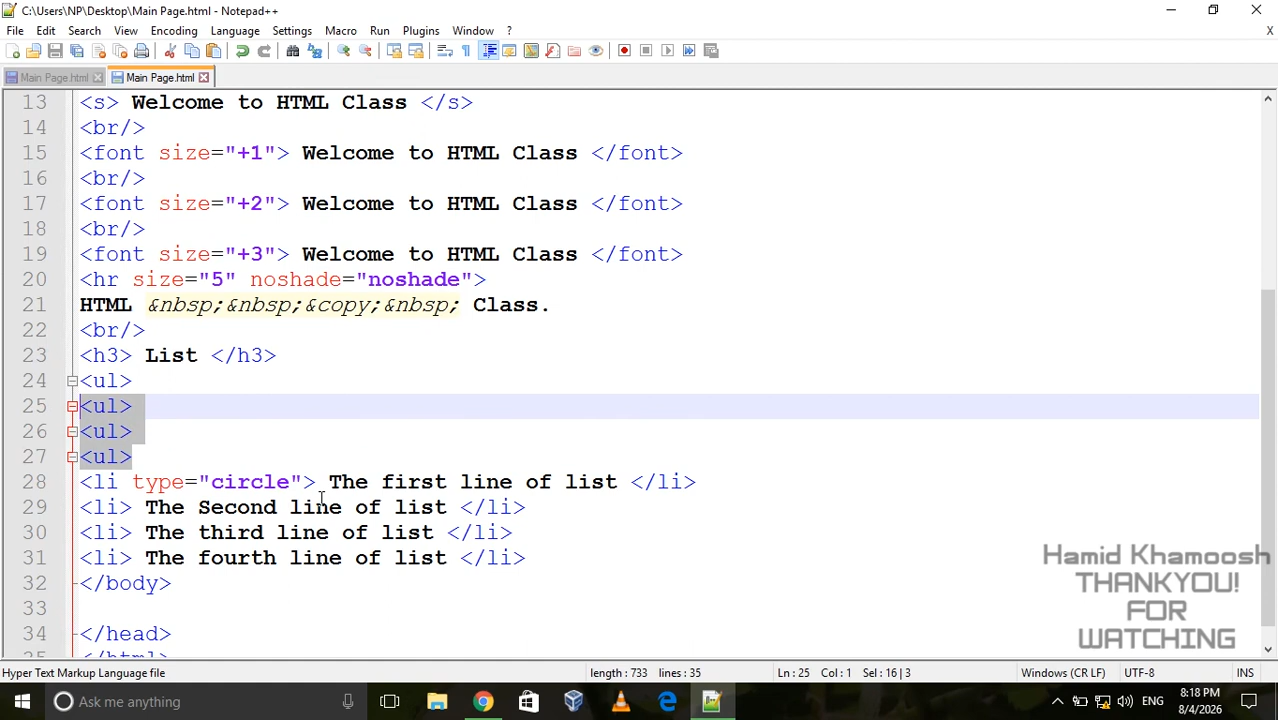 C:\Users\NP\Desktop\Main Page.html - Notepad++
File Edit Search View Encoding Language Settings Macro Run Plugins Window ? X
Main Page.html Main Page.html
13 <s> Welcome to HTML Class </s>
14 <br/>
15 <font size="+1"> Welcome to HTML Class </font>
16 <br/>
17 <font size="+2"> Welcome to HTML Class </font>
18 <br/>
19 <font size="+3"> Welcome to HTML Class </font>
20 <hr size="5" noshade="noshade">
21 HTML &nbsp;&nbsp;&copy;&nbsp; Class.
22 <br/>
23 <h3> List </h3>
24 <ul>
25 <ul>
26 <ul>
27 <ul>
28 <li type="circle"> The first line of list </li>
29 <li> The Second line of list </li>
30 <li> The third line of list </li>
31 <li> The fourth line of list </li>
32 </body>
33
34 </head>
35 </html>
Hamid Khamoosh
THANKYOU!
FOR
WATCHING
Hyper Text Markup Language file length : 733 lines : 35 Ln : 25 Col : 1 Sel : 16 | 3 Windows (CR LF) UTF-8 INS
Ask me anything ENG 8:18 PM
8/4/2026